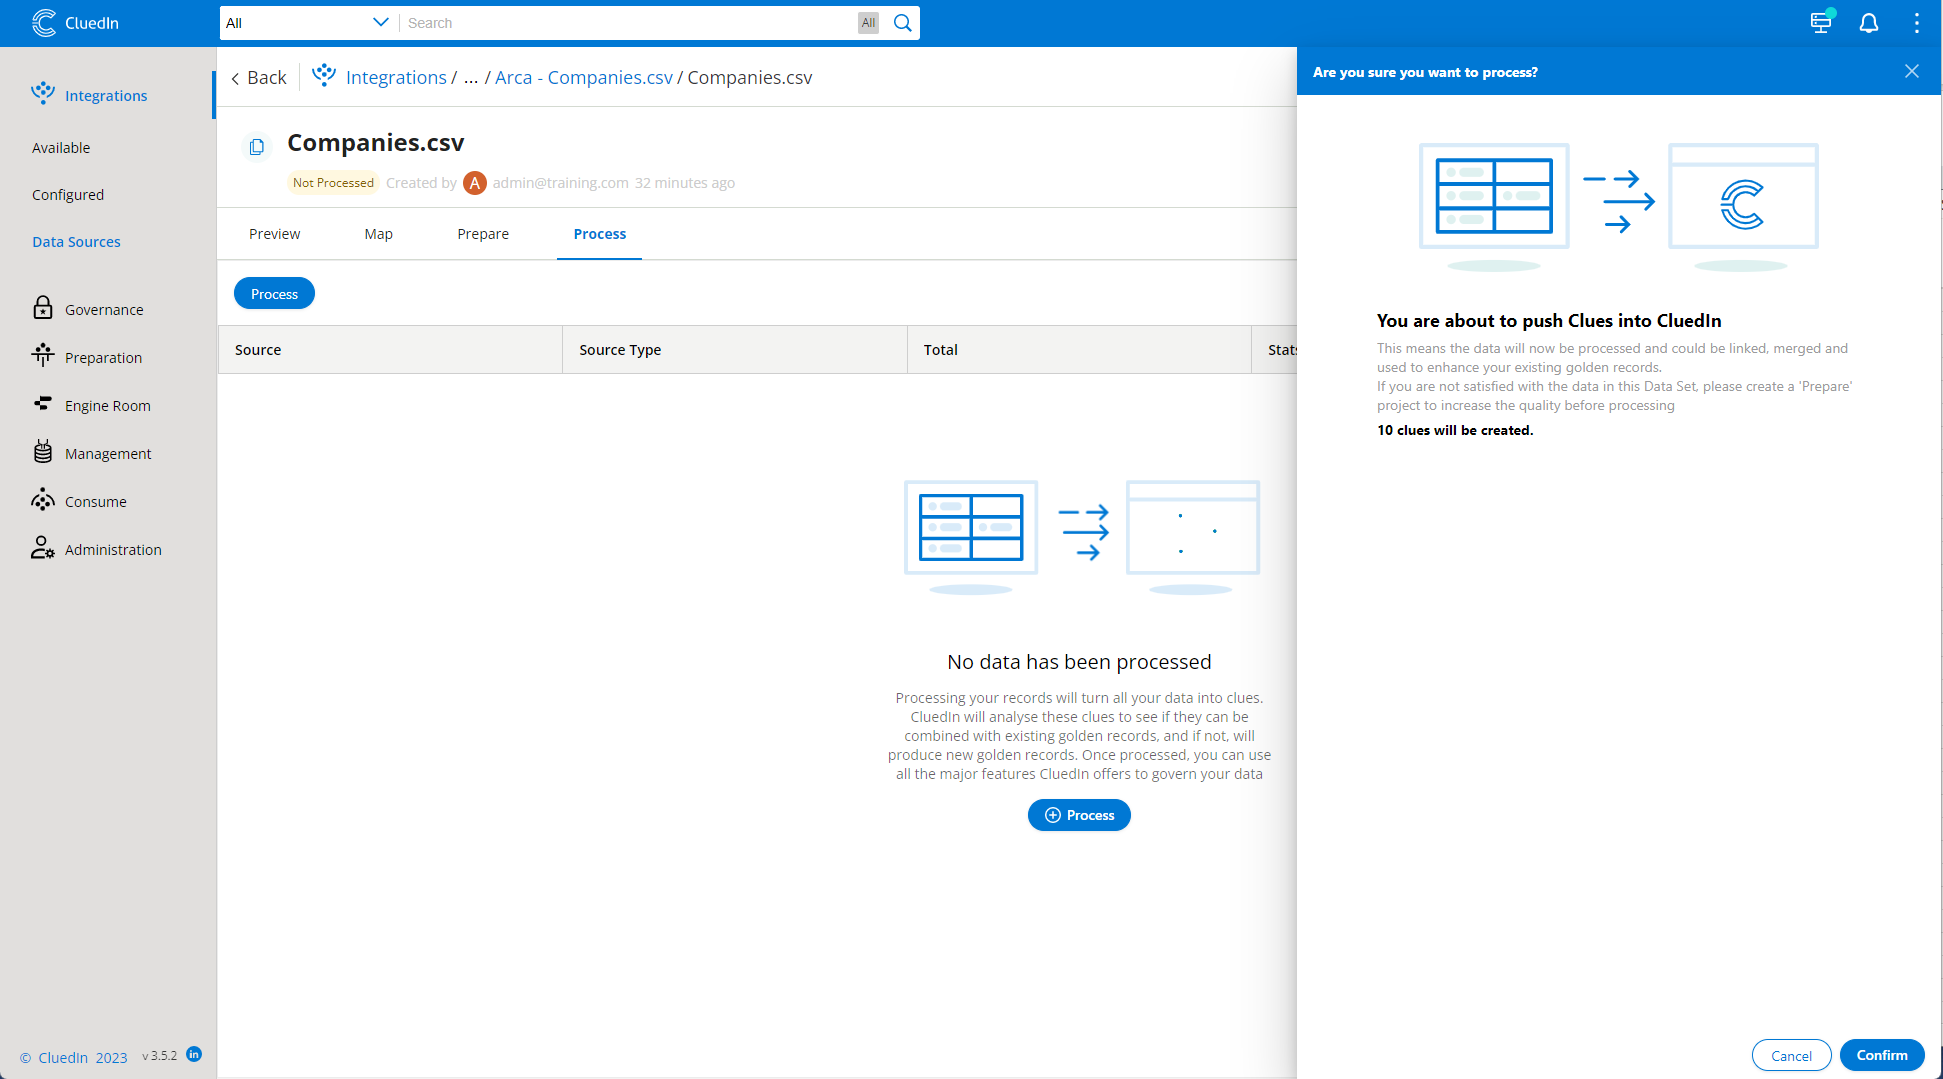 CluedIn
All
Search
All
Integrations
Available
Configured
Data Sources
Governance
Preparation
Engine Room
Management
Consume
Administration
© CluedIn 2023 v 3.5.2 in
Back
Integrations / ... / Arca - Companies.csv / Companies.csv
Companies.csv
Not Processed Created by A admin@training.com 32 minutes ago
Preview Map Prepare Process
Process
Source Source Type Total Stats
No data has been processed
Processing your records will turn all your data into clues.
CluedIn will analyse these clues to see if they can be
combined with existing golden records, and if not, will
produce new golden records. Once processed, you can use
all the major features CluedIn offers to govern your data
Process
Are you sure you want to process?
You are about to push Clues into CluedIn
This means the data will now be processed and could be linked, merged and
used to enhance your existing golden records.
If you are not satisfied with the data in this Data Set, please create a 'Prepare'
project to increase the quality before processing
10 clues will be created.
Cancel Confirm